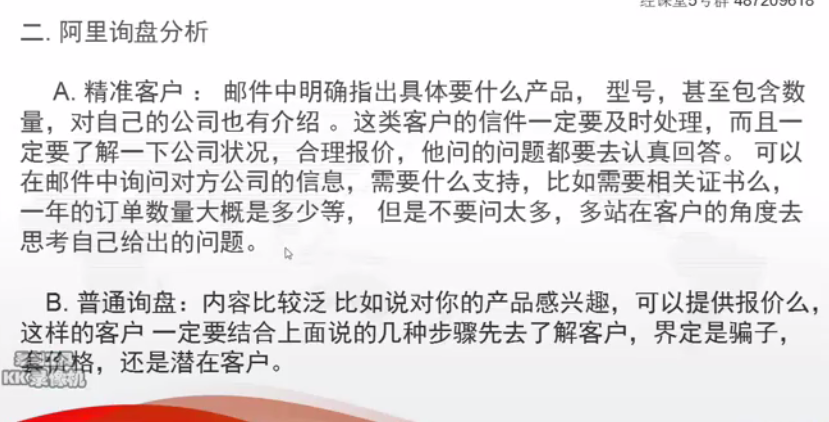 经课堂5号群 487209618
二. 阿里询盘分析
A. 精准客户 ： 邮件中明确指出具体要什么产品， 型号，甚至包含数
量，对自己的公司也有介绍 。这类客户的信件一定要及时处理，而且一
定要了解一下公司状况，合理报价，他问的问题都要去认真回答。 可以
在邮件中询问对方公司的信息，需要什么支持，比如需要相关证书么，
一年的订单数量大概是多少等， 但是不要问太多，多站在客户的角度去
思考自己给出的问题。
B. 普通询盘：内容比较泛 比如说对你的产品感兴趣，可以提供报价么，
这样的客户 一定要结合上面说的几种步骤先去了解客户，界定是骗子，
套价格，还是潜在客户。
KK录像机